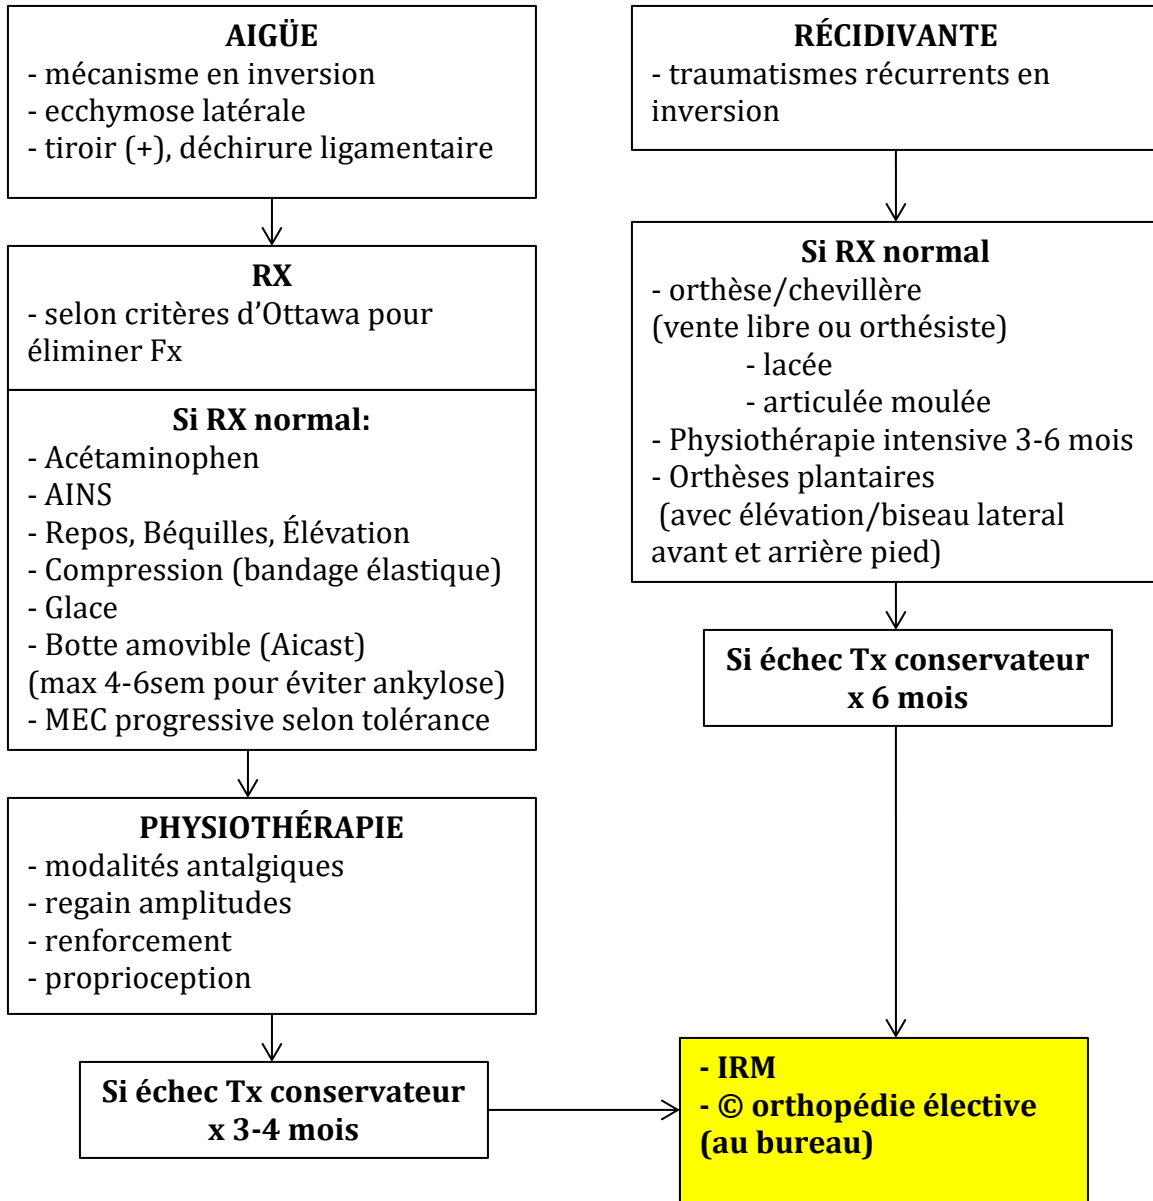 AIGÜE
- mécanisme en inversion
- ecchymose latérale
- tiroir (+), déchirure ligamentaire
RX
- selon critères d’Ottawa pour
éliminer Fx
Si RX normal:
- Acétaminophen
- AINS
- Repos, Béquilles, Élévation
- Compression (bandage élastique)
- Glace
- Botte amovible (Aicast)
(max 4-6sem pour éviter ankylose)
- MEC progressive selon tolérance
PHYSIOTHÉRAPIE
- modalités antalgiques
- regain amplitudes
- renforcement
- proprioception
Si échec Tx conservateur
x 3-4 mois
RÉCIDIVANTE
- traumatismes récurrents en
inversion
Si RX normal
- orthèse/chevillère
(vente libre ou orthésiste)
- lacée
- articulée moulée
- Physiothérapie intensive 3-6 mois
- Orthèses plantaires
(avec élévation/biseau lateral
avant et arrière pied)
Si échec Tx conservateur
x 6 mois
- IRM
- © orthopédie élective
(au bureau)